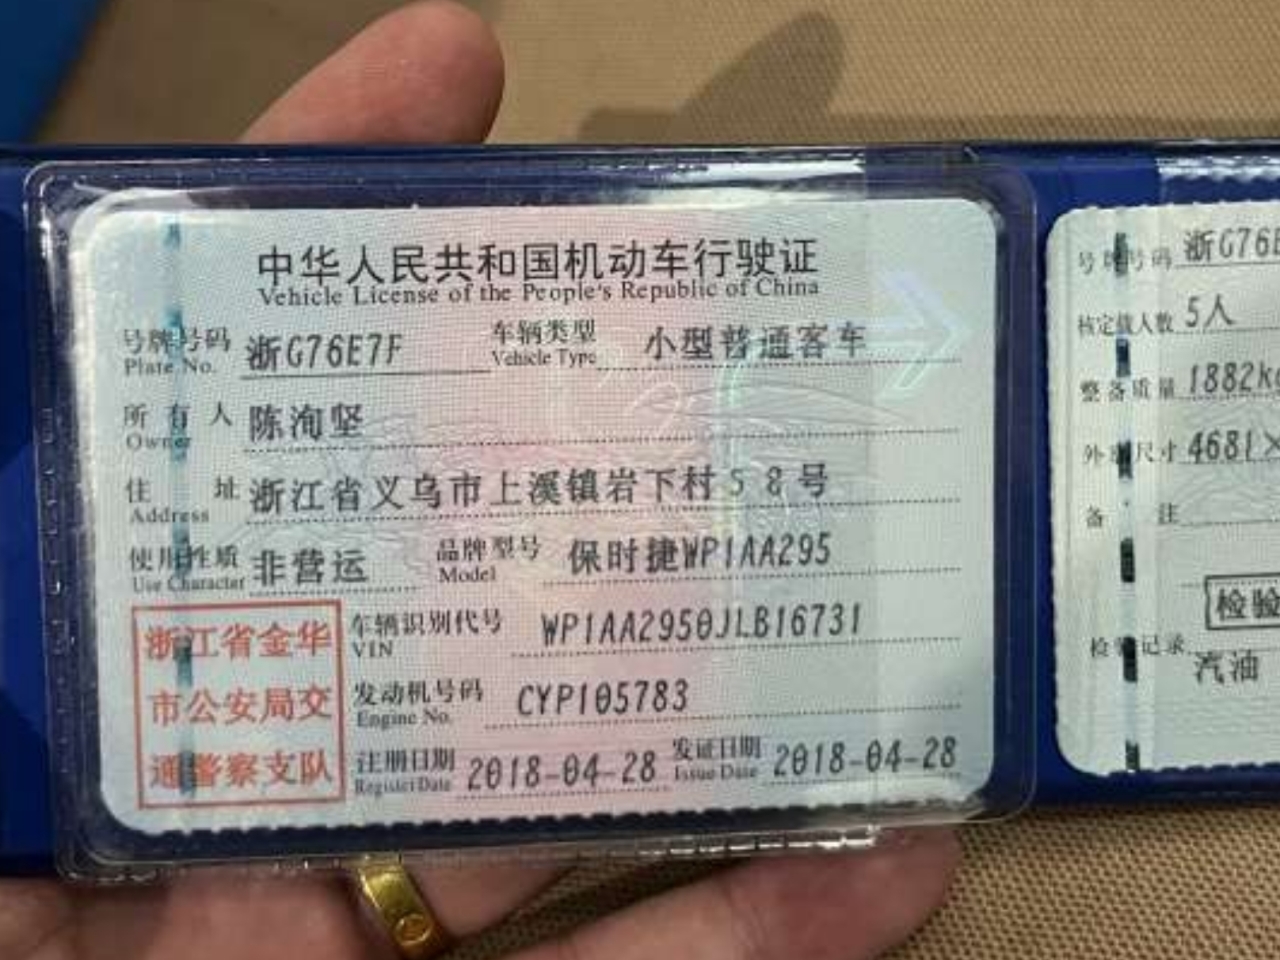 中华人民共和国机动车行驶证
Vehicle License of the People's Republic of China
号牌号码 浙G76E7F 车辆类型 小型普通客车
Plate No. Vehicle Type
所有人 陈洵坚
Owner
住址 浙江省义乌市上溪镇岩下村58号
Address
使用性质 非营运 品牌型号 保时捷WP1AA295
Use Character Model
车辆识别代号 WP1AA2950JLB16731
VIN
发动机号码 CYP105783
Engine No.
注册日期 2018-04-28 发证日期 2018-04-28
Register Date Issue Date
浙江省金华
市公安局交
通警察支队
号牌号码 浙G76E
核定载人数 5人
整备质量 1882kg
外廓尺寸 4681×
备注
检验
检验记录
汽油